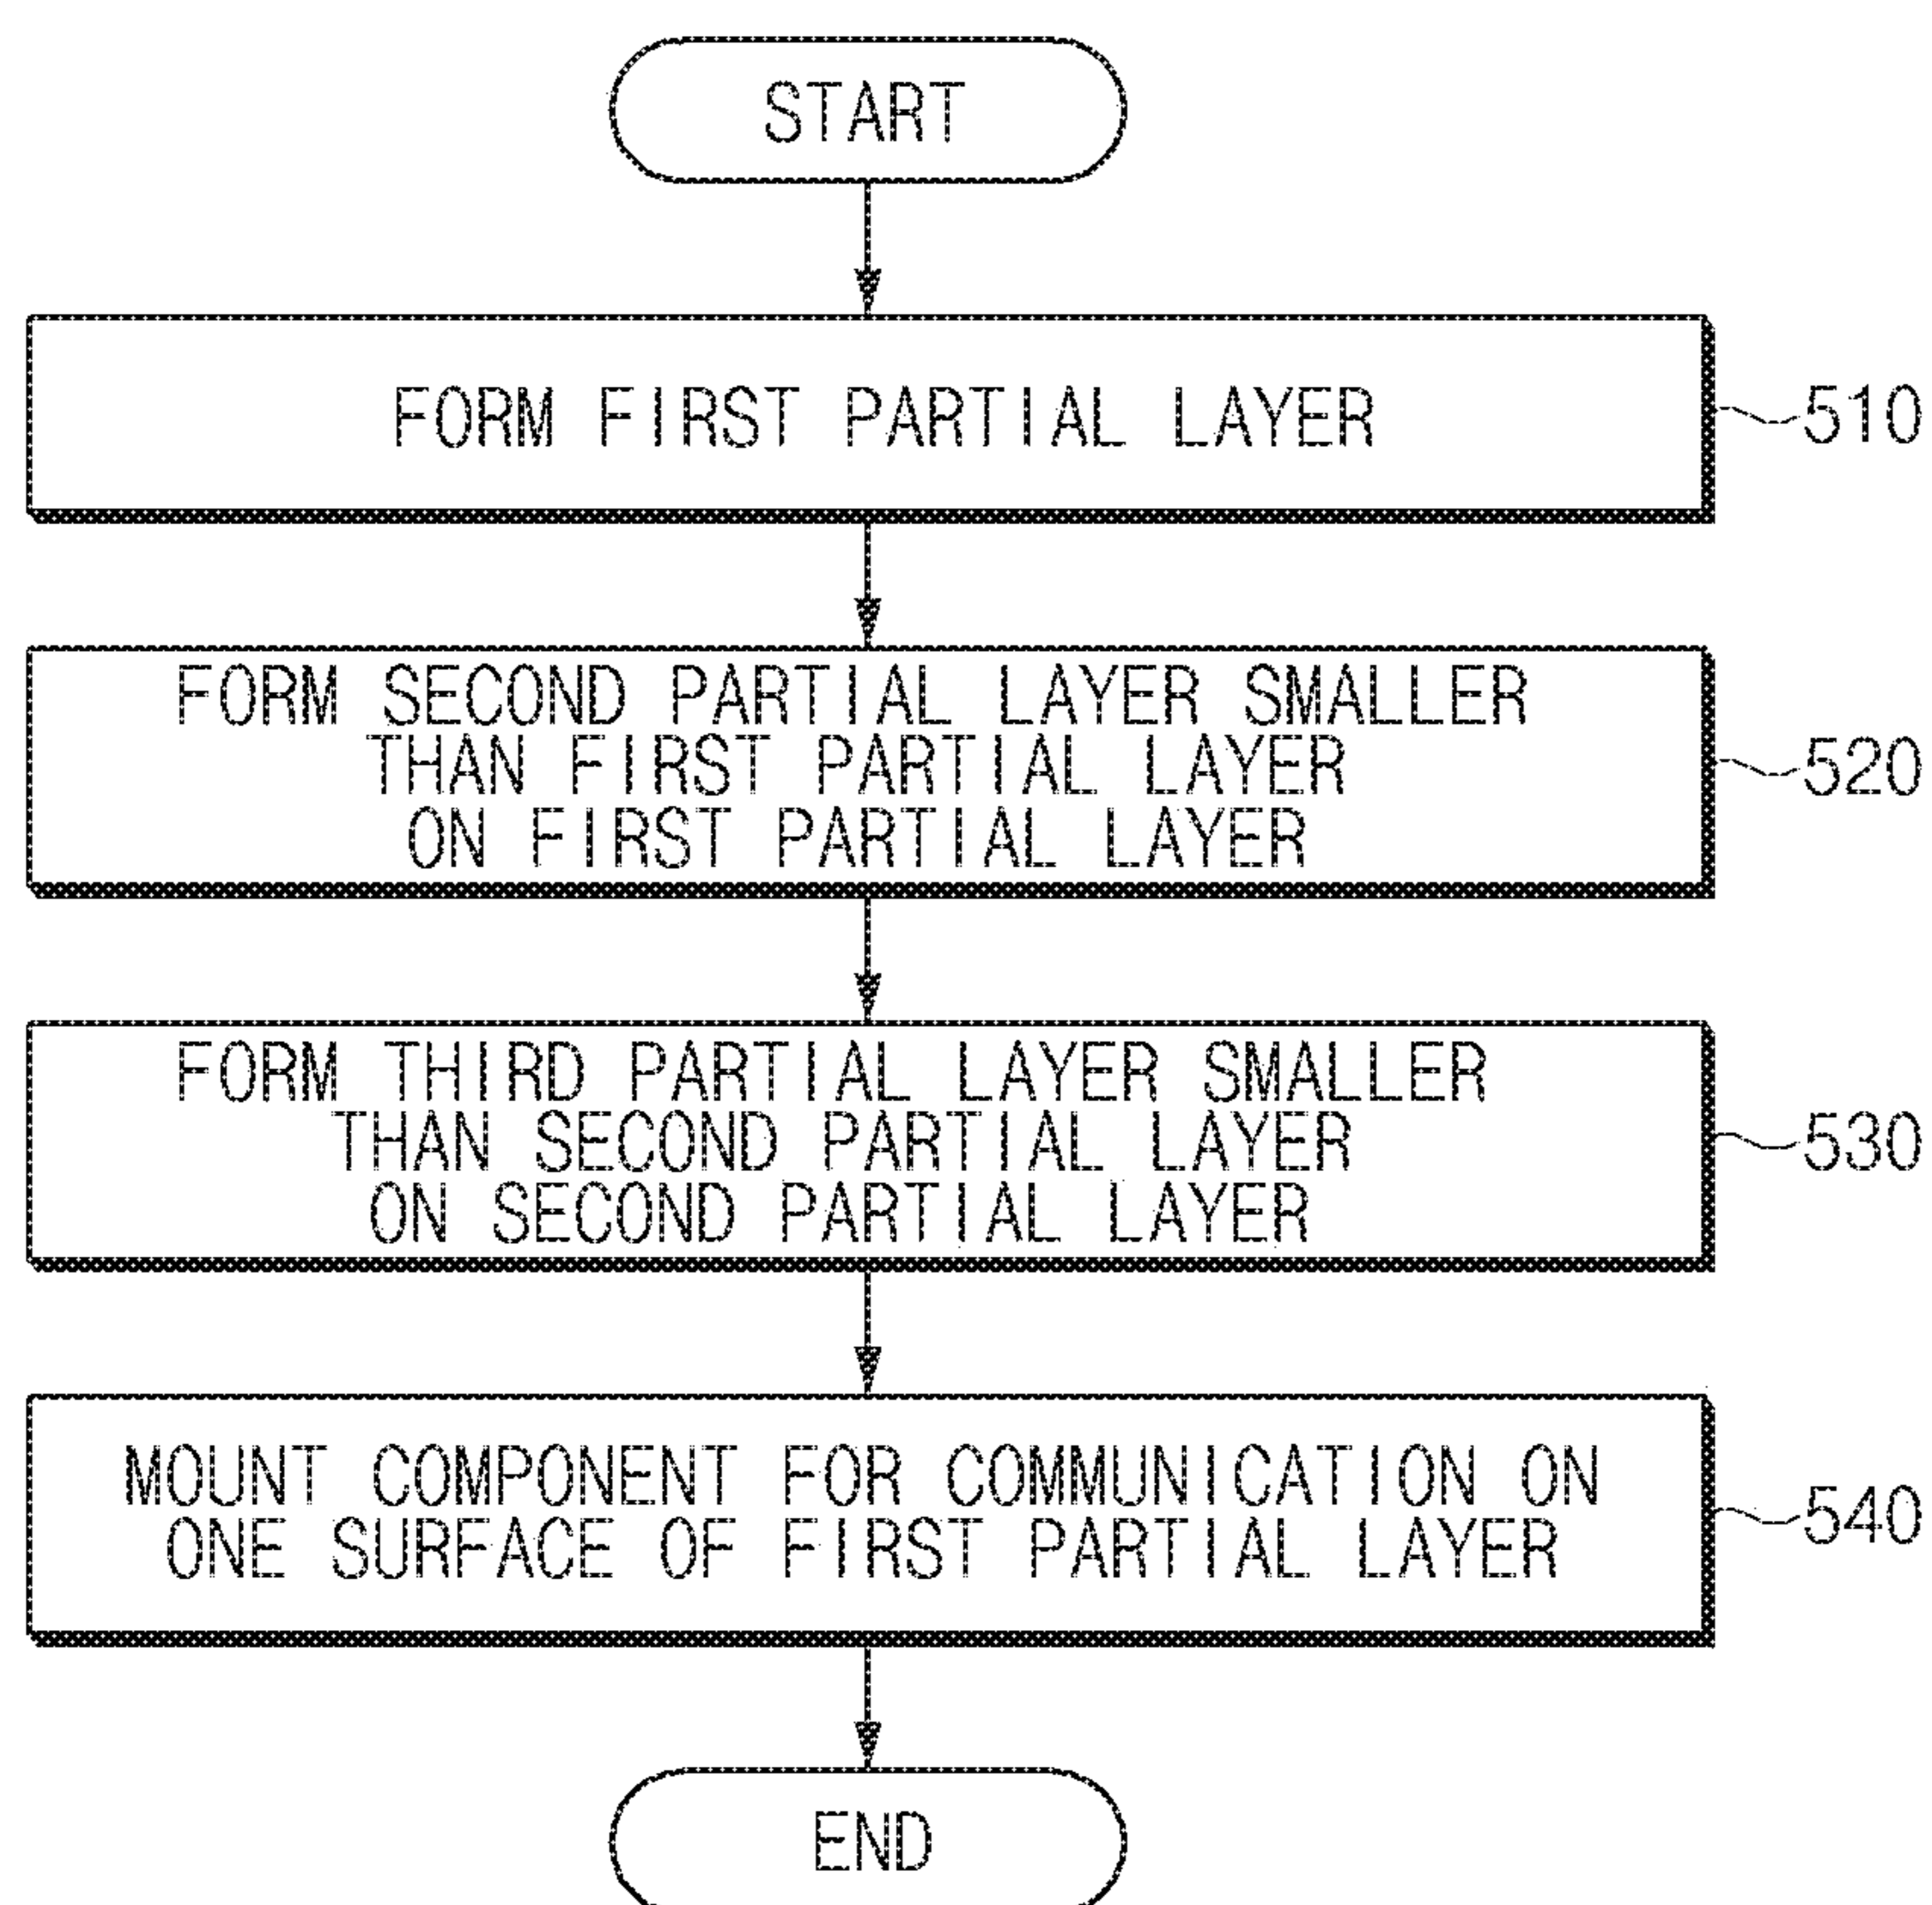 START
FORM FIRST PARTIAL LAYER
510
FORM SECOND PARTIAL LAYER SMALLER
THAN FIRST PARTIAL LAYER
ON FIRST PARTIAL LAYER
520
FORM THIRD PARTIAL LAYER SMALLER
THAN SECOND PARTIAL LAYER
ON SECOND PARTIAL LAYER
530
MOUNT COMPONENT FOR COMMUNICATION ON
ONE SURFACE OF FIRST PARTIAL LAYER
540
END